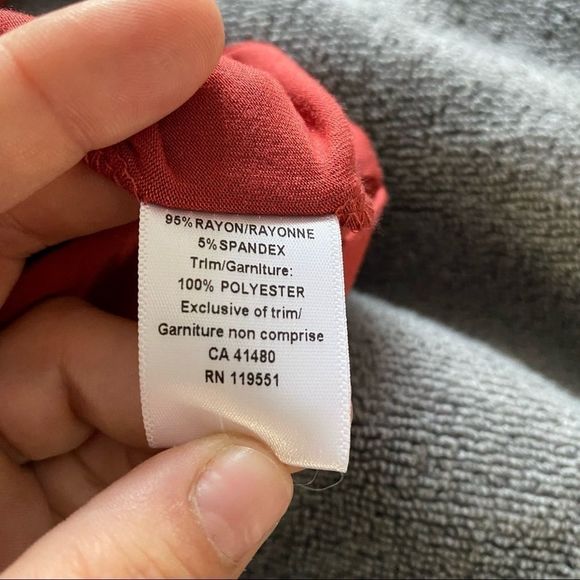 95%RAYON/RAYONNE
5%SPANDEX
Trim/Garniture:
100% POLYESTER
Exclusive of trim/
Garniture non comprise
CA 41480
RN 119551